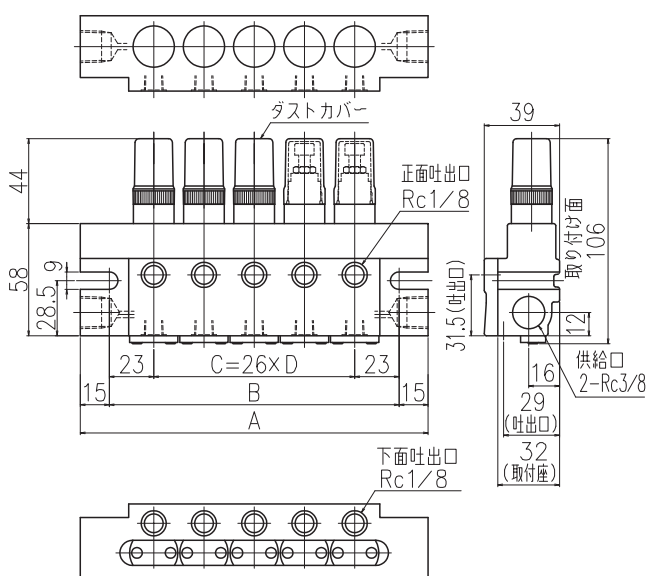 ダストカバー
39
44
正面吐出口
Rc1/8
取り付け面
106
58
9
28.5
31.5(吐出口)
12
23
C=26×D
23
供給口
2-Rc3/8
16
15
B
15
29
(吐出口)
A
32
(取付座)
下面吐出口
Rc1/8